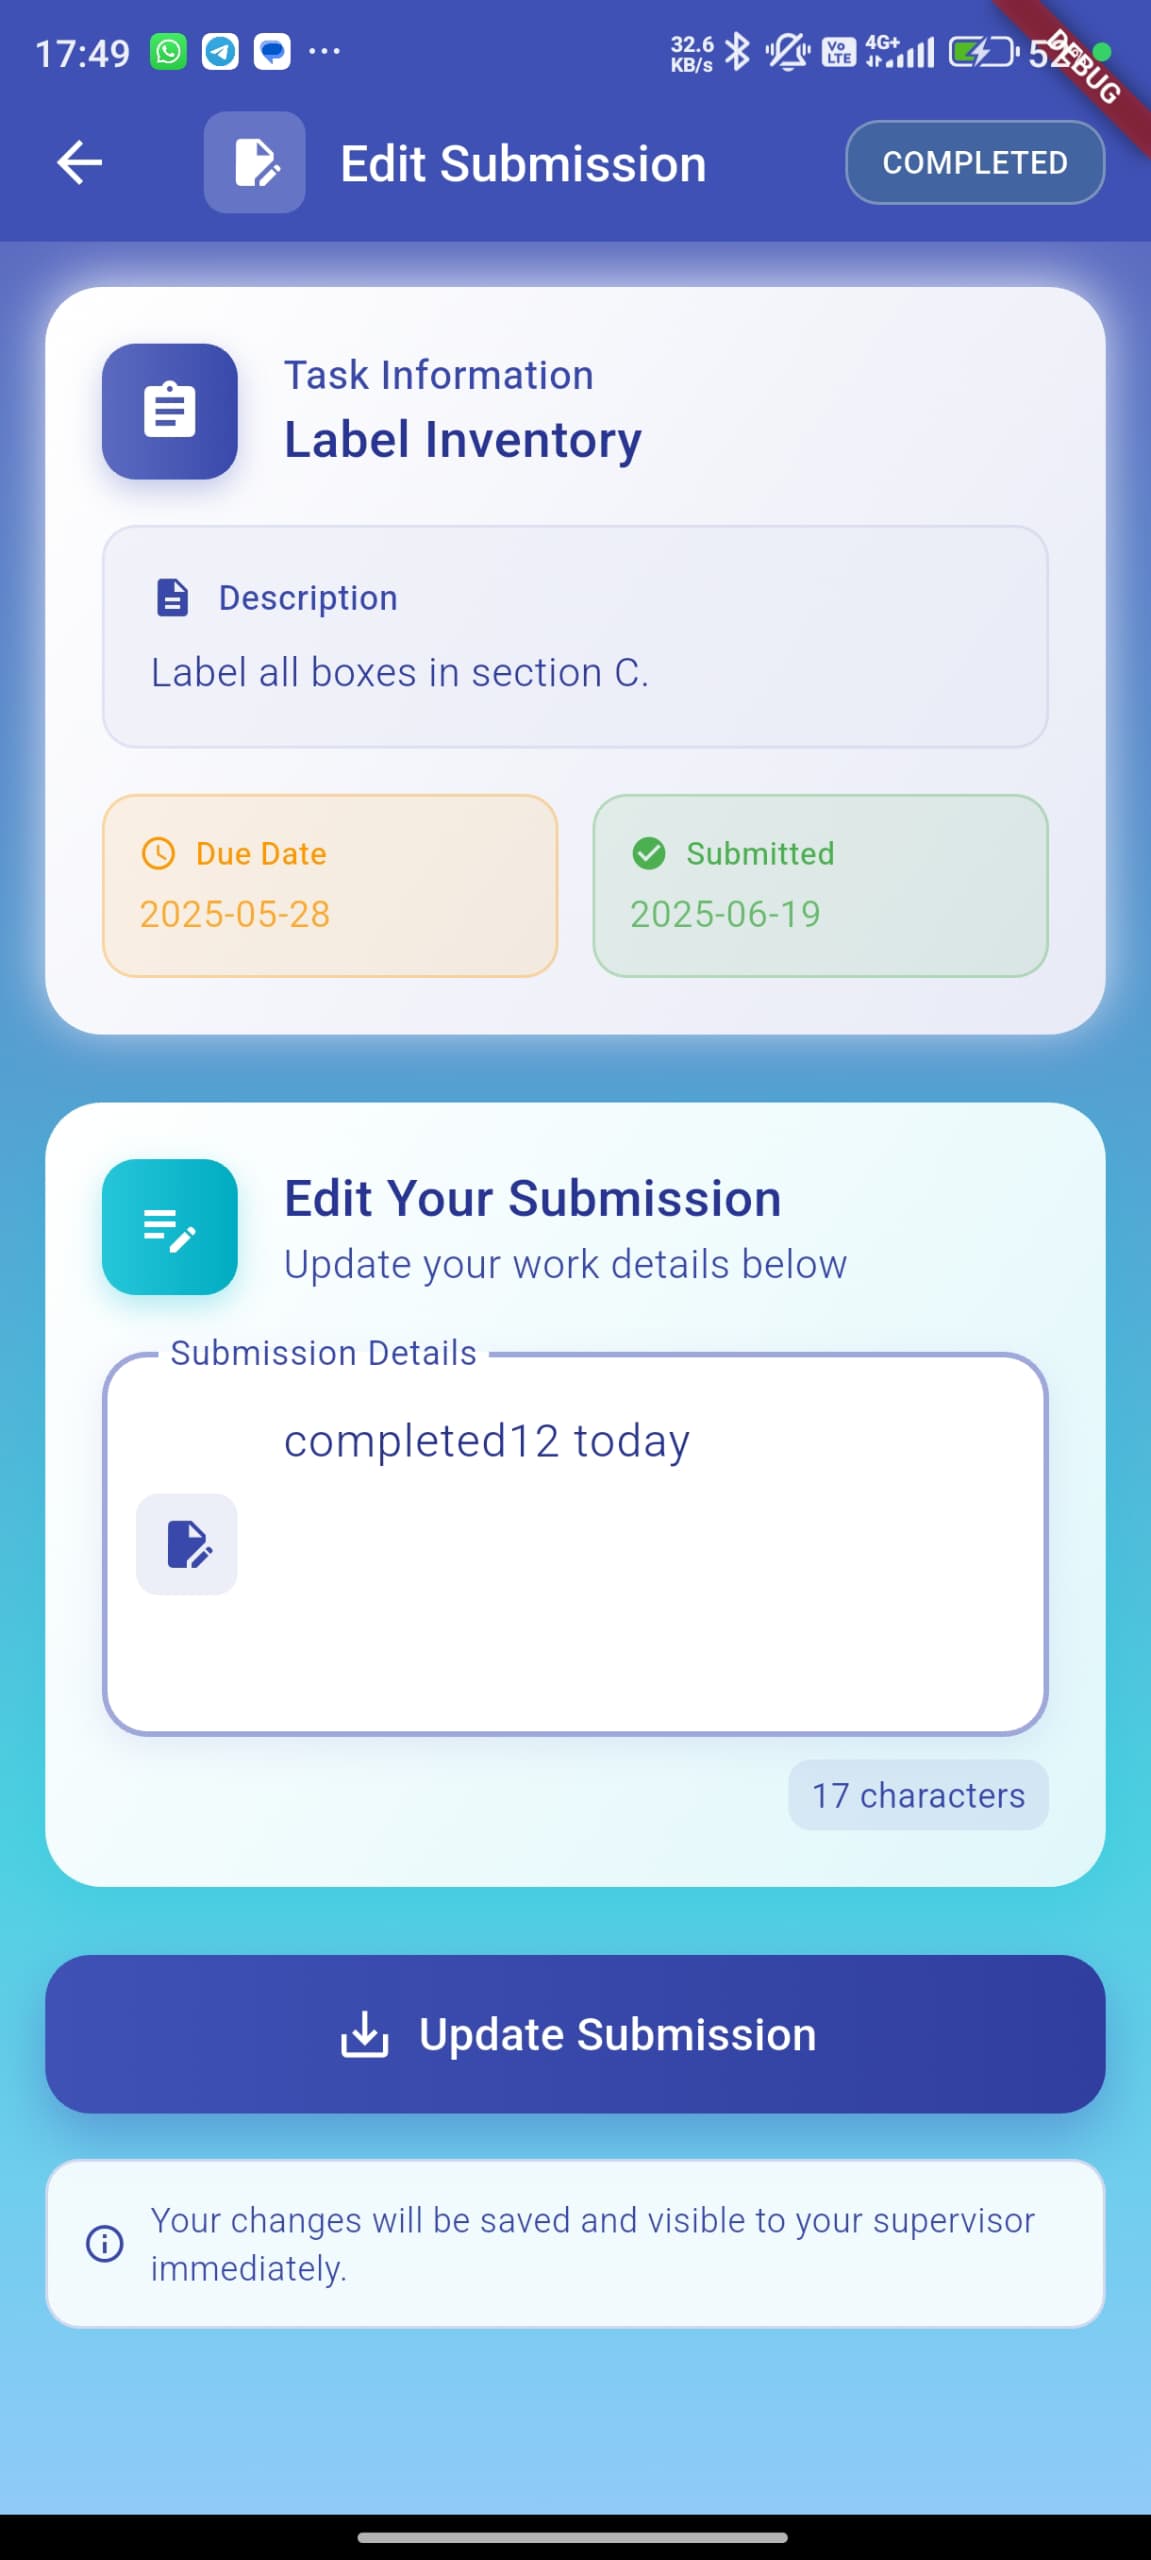 17:49
32.6
KB/s
Vo
LTE
4G+
DEBUG
Edit Submission
COMPLETED
Task Information
Label Inventory
Description
Label all boxes in section C.
Due Date
Submitted
2025-05-28
2025-06-19
Edit Your Submission
Update your work details below
Submission Details
completed12 today
17 characters
Update Submission
Your changes will be saved and visible to your supervisor
immediately.